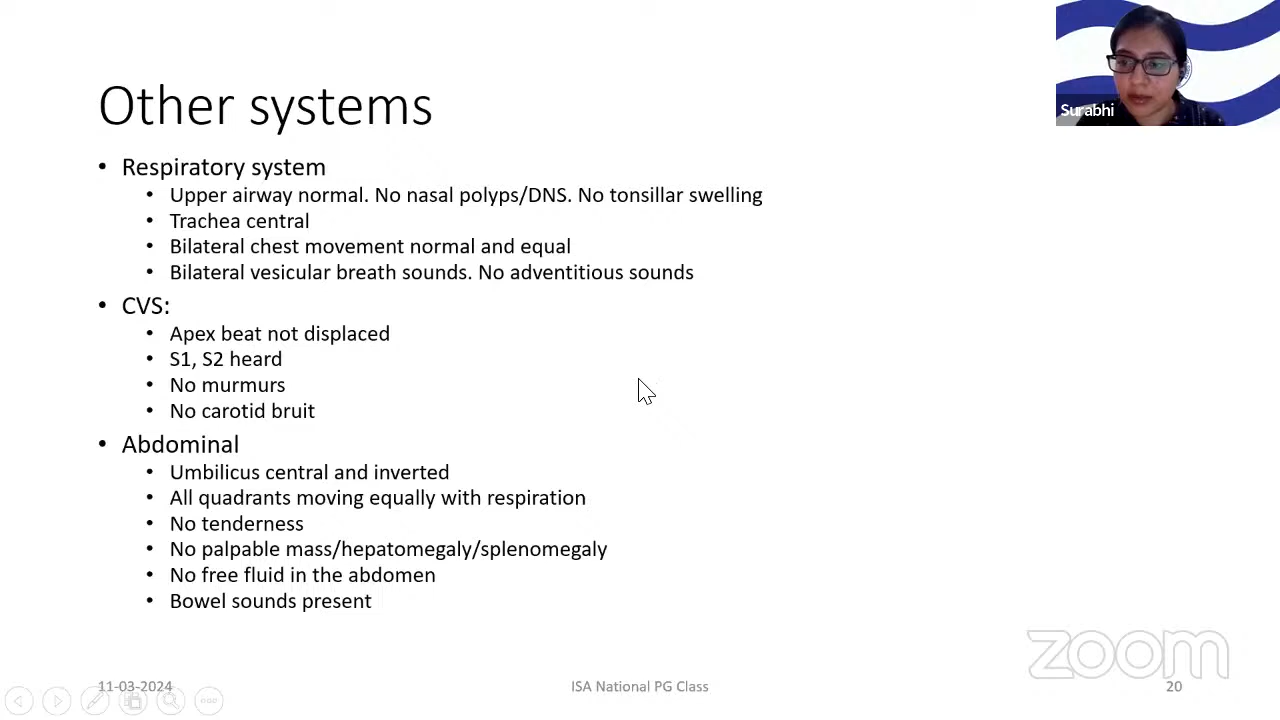 Surabhi
Other systems
• Respiratory system
• Upper airway normal. No nasal polyps/DNS. No tonsillar swelling
• Trachea central
• Bilateral chest movement normal and equal
• Bilateral vesicular breath sounds. No adventitious sounds
• CVS:
• Apex beat not displaced
• S1, S2 heard
• No murmurs
• No carotid bruit
• Abdominal
• Umbilicus central and inverted
• All quadrants moving equally with respiration
• No tenderness
• No palpable mass/hepatomegaly/splenomegaly
• No free fluid in the abdomen
• Bowel sounds present
zoom
11-03-2024
ISA National PG Class
20